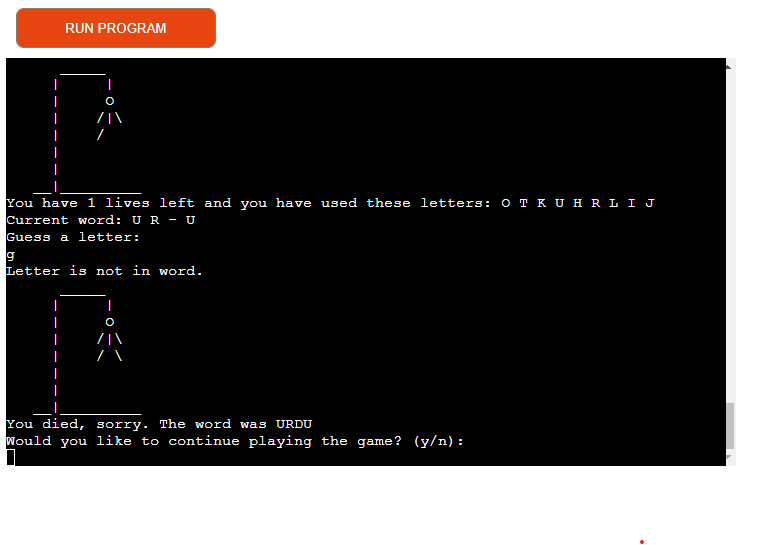 RUN PROGRAM
You have 1 lives left and you have used these letters: O T K U H R L I J
Current word: U R - U
Guess a letter:
g
Letter is not in word.
You died, sorry. The word was URDU
Would you like to continue playing the game? (y/n):